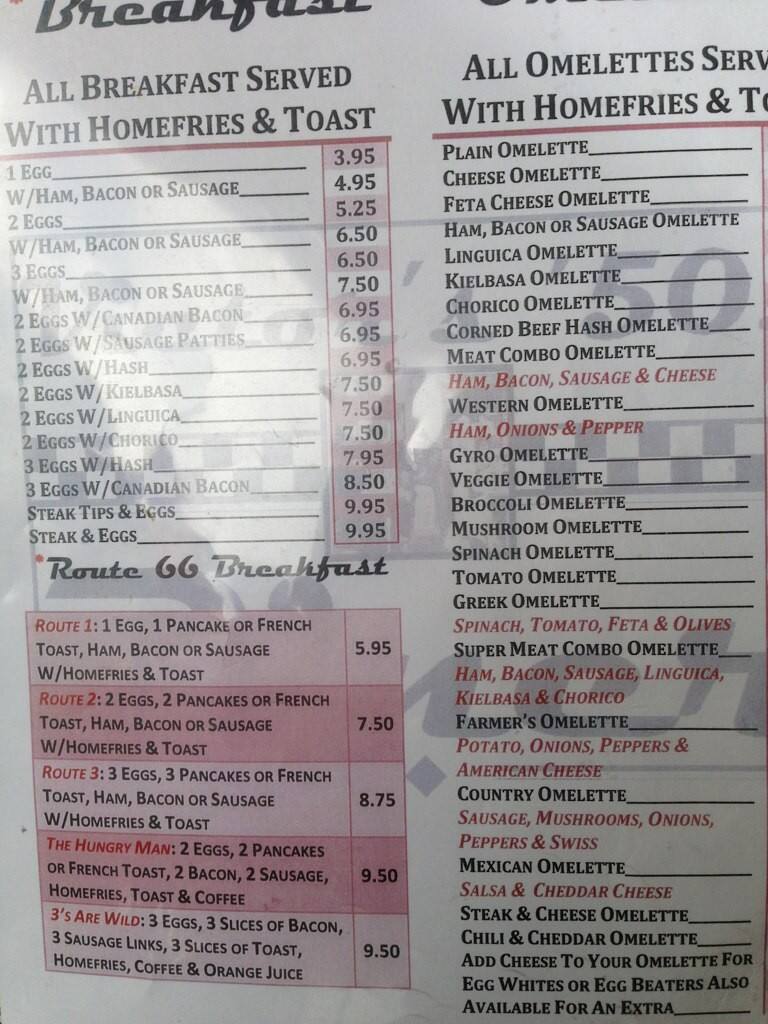 *Breakfast
ALL BREAKFAST SERVED
WITH HOMEFRIES & TOAST
1 EGG 3.95
W/HAM, BACON OR SAUSAGE 4.95
2 EGGS 5.25
W/HAM, BACON OR SAUSAGE 6.50
3 EGGS 6.50
W/HAM, BACON OR SAUSAGE 7.50
2 EGGS W/CANADIAN BACON 6.95
2 EGGS W/SAUSAGE PATTIES 6.95
2 EGGS W/HASH 6.95
2 EGGS W/KIELBASA 7.50
2 EGGS W/LINGUICA 7.50
2 EGGS W/CHORICO 7.50
3 EGGS W/HASH 7.95
3 EGGS W/CANADIAN BACON 8.50
STEAK TIPS & EGGS 9.95
STEAK & EGGS 9.95
*Route 66 Breakfast
ROUTE 1: 1 EGG, 1 PANCAKE OR FRENCH
TOAST, HAM, BACON OR SAUSAGE 5.95
W/HOMEFRIES & TOAST
ROUTE 2: 2 EGGS, 2 PANCAKES OR FRENCH
TOAST, HAM, BACON OR SAUSAGE 7.50
W/HOMEFRIES & TOAST
ROUTE 3: 3 EGGS, 3 PANCAKES OR FRENCH
TOAST, HAM, BACON OR SAUSAGE 8.75
W/HOMEFRIES & TOAST
THE HUNGRY MAN: 2 EGGS, 2 PANCAKES
OR FRENCH TOAST, 2 BACON, 2 SAUSAGE, 9.50
HOMEFRIES, TOAST & COFFEE
3'S ARE WILD: 3 EGGS, 3 SLICES OF BACON,
3 SAUSAGE LINKS, 3 SLICES OF TOAST, 9.50
HOMEFRIES, COFFEE & ORANGE JUICE
ALL OMELETTES SERV
WITH HOMEFRIES & TO
PLAIN OMELETTE
CHEESE OMELETTE
FETA CHEESE OMELETTE
HAM, BACON OR SAUSAGE OMELETTE
LINGUICA OMELETTE
KIELBASA OMELETTE
CHORICO OMELETTE
CORNED BEEF HASH OMELETTE
MEAT COMBO OMELETTE
HAM, BACON, SAUSAGE & CHEESE
WESTERN OMELETTE
HAM, ONIONS & PEPPER
GYRO OMELETTE
VEGGIE OMELETTE
BROCCOLI OMELETTE
MUSHROOM OMELETTE
SPINACH OMELETTE
TOMATO OMELETTE
GREEK OMELETTE
SPINACH, TOMATO, FETA & OLIVES
SUPER MEAT COMBO OMELETTE
HAM, BACON, SAUSAGE, LINGUICA,
KIELBASA & CHORICO
FARMER'S OMELETTE
POTATO, ONIONS, PEPPERS &
AMERICAN CHEESE
COUNTRY OMELETTE
SAUSAGE, MUSHROOMS, ONIONS,
PEPPERS & SWISS
MEXICAN OMELETTE
SALSA & CHEDDAR CHEESE
STEAK & CHEESE OMELETTE
CHILI & CHEDDAR OMELETTE
ADD CHEESE TO YOUR OMELETTE FOR
EGG WHITES OR EGG BEATERS ALSO
AVAILABLE FOR AN EXTRA